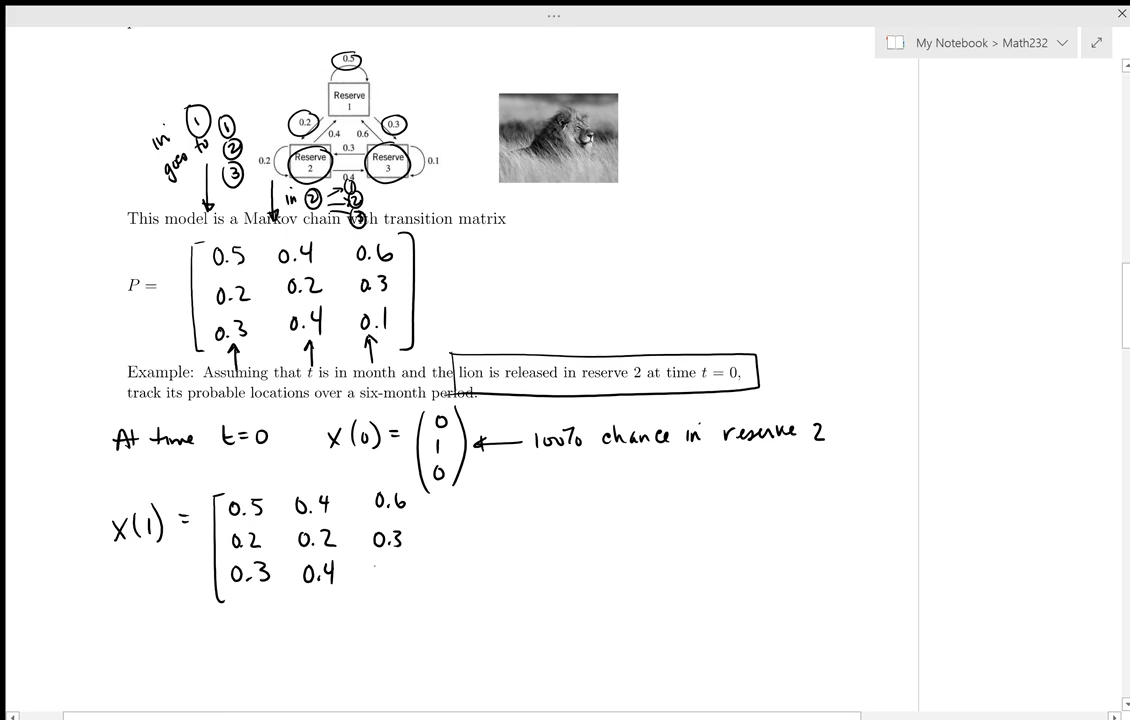 ...
My Notebook > Math232
0.5
Reserve
1
in 1 goes to 1 2 3
0.2 0.3
0.4 0.6
0.3
0.2 Reserve 2 Reserve 3 0.1
0.4
in 2 1 2 3
This model is a Markov chain with transition matrix
P =
0.5 0.4 0.6
0.2 0.2 0.3
0.3 0.4 0.1
Example: Assuming that t is in month and the lion is released in reserve 2 at time t = 0,
track its probable locations over a six-month period.
At time t=0 x(0) = (0 1 0) ← 100% chance in reserve 2
x(1) =
0.5 0.4 0.6
0.2 0.2 0.3
0.3 0.4